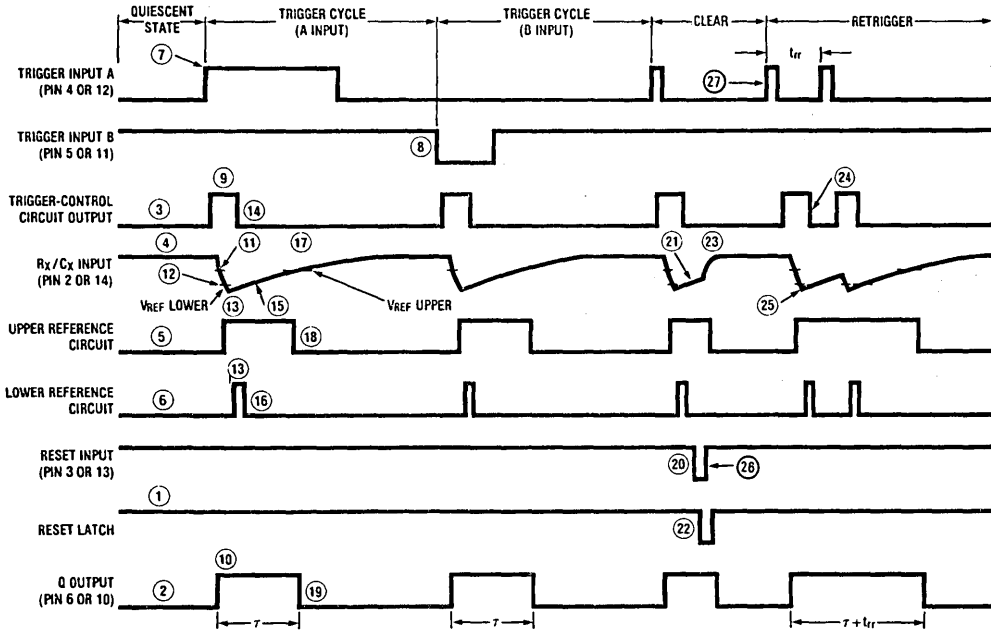 QUIESCENT
STATE
TRIGGER CYCLE
(A INPUT)
TRIGGER CYCLE
(B INPUT)
CLEAR
RETRIGGER
7
trr
27
TRIGGER INPUT A
(PIN 4 OR 12)
TRIGGER INPUT B
(PIN 5 OR 11)
8
9
24
TRIGGER-CONTROL
CIRCUIT OUTPUT
3
14
4
11
17
21
23
RX/CX INPUT
(PIN 2 OR 14)
12
VREF LOWER
13
15
VREF UPPER
25
UPPER REFERENCE
CIRCUIT
5
18
13
LOWER REFERENCE
CIRCUIT
6
16
RESET INPUT
(PIN 3 OR 13)
20
26
1
RESET LATCH
22
10
Q OUTPUT
(PIN 6 OR 10)
2
19
τ
τ
τ + trr